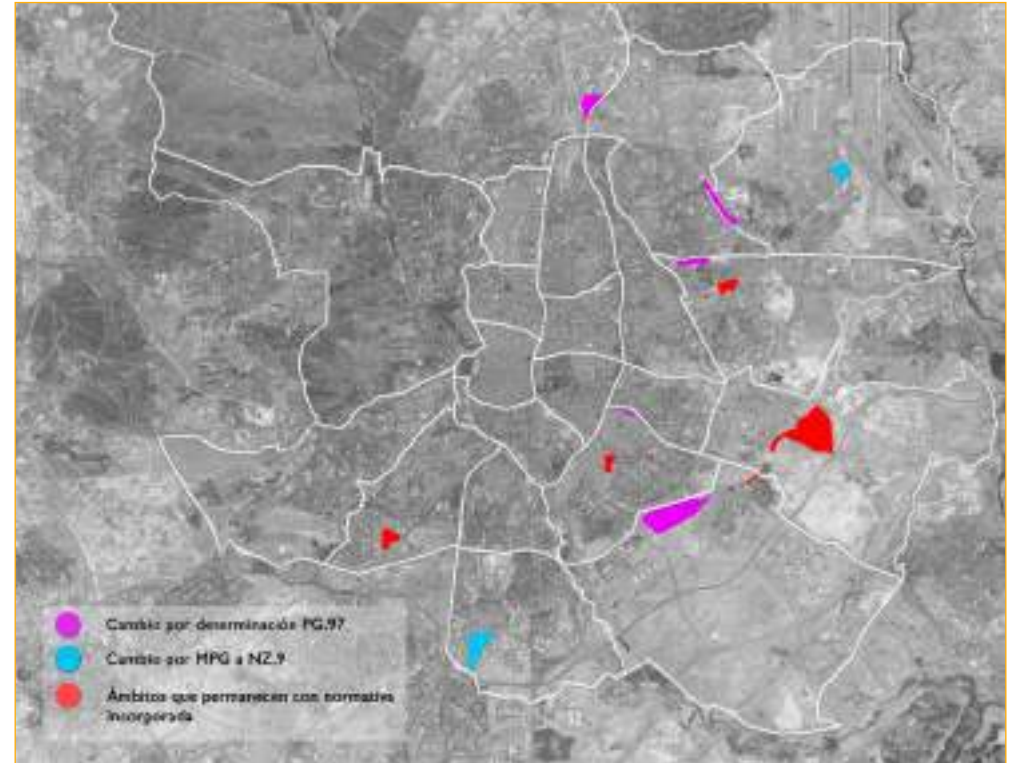 Cambio por determinación PG.97
Cambio por MPG a NZ.9
Ámbitos que permanecen con normativa
incorporada